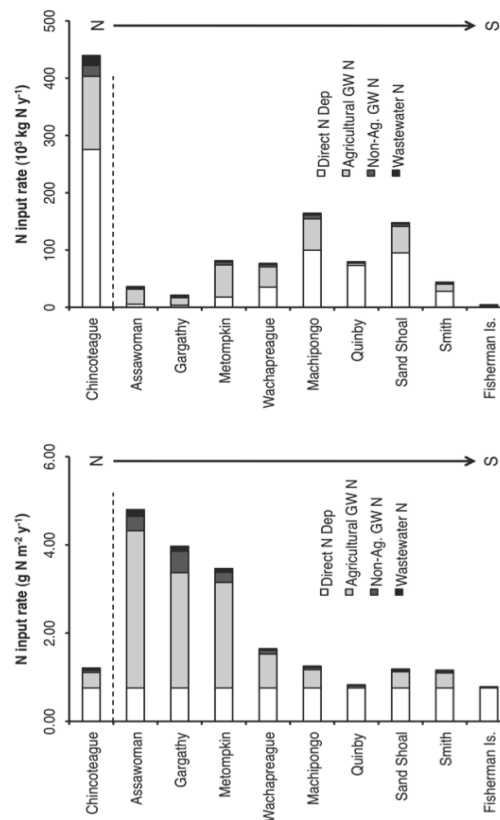 N input rate (10³ kg N y⁻¹)
500
400
300
200
100
0
N
S
Direct N Dep
Agricultural GW N
Non-Ag. GW N
Wastewater N
Chincoteague
Assawoman
Gargathy
Metompkin
Wachapreague
Machipongo
Quinby
Sand Shoal
Smith
Fisherman Is.
N input rate (g N m⁻² y⁻¹)
6.00
4.00
2.00
0.00
N
S
Direct N Dep
Agricultural GW N
Non-Ag. GW N
Wastewater N
Chincoteague
Assawoman
Gargathy
Metompkin
Wachapreague
Machipongo
Quinby
Sand Shoal
Smith
Fisherman Is.